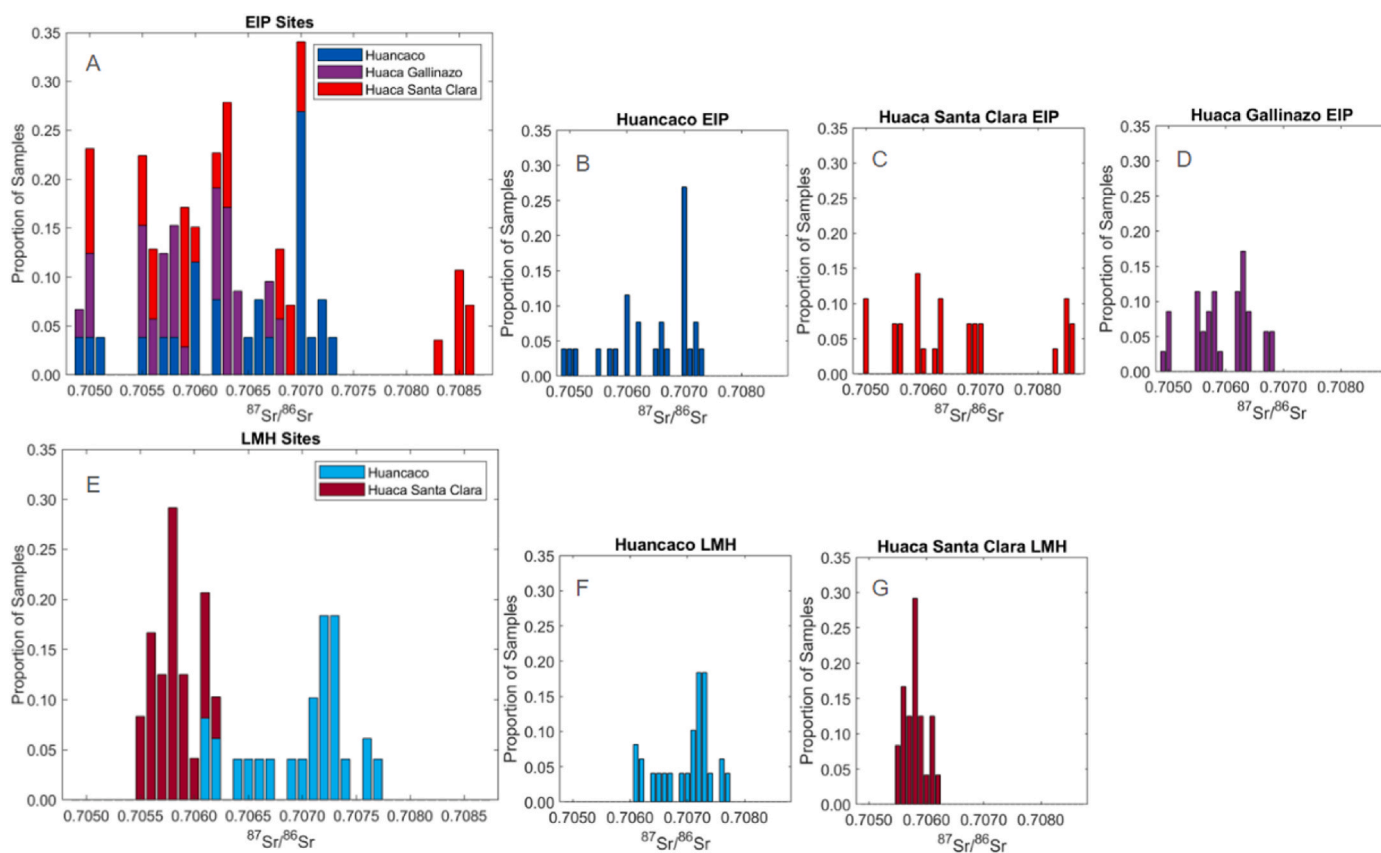 EIP Sites
A
Huancaco
Huaca Gallinazo
Huaca Santa Clara
0.35
0.30
0.25
0.20
0.15
0.10
0.05
0.00
Proportion of Samples
0.7050 0.7055 0.7060 0.7065 0.7070 0.7075 0.7080 0.7085
87Sr/86Sr
Huancaco EIP
B
0.35
0.30
0.25
0.20
0.15
0.10
0.05
0.00
Proportion of Samples
0.7050 0.7060 0.7070 0.7080
87Sr/86Sr
Huaca Santa Clara EIP
C
0.35
0.30
0.25
0.20
0.15
0.10
0.05
0.00
Proportion of Samples
0.7050 0.7060 0.7070 0.7080
87Sr/86Sr
Huaca Gallinazo EIP
D
0.35
0.30
0.25
0.20
0.15
0.10
0.05
0.00
Proportion of Samples
0.7050 0.7060 0.7070 0.7080
87Sr/86Sr
LMH Sites
E
Huancaco
Huaca Santa Clara
0.35
0.30
0.25
0.20
0.15
0.10
0.05
0.00
Proportion of Samples
0.7050 0.7055 0.7060 0.7065 0.7070 0.7075 0.7080 0.7085
87Sr/86Sr
Huancaco LMH
F
0.35
0.30
0.25
0.20
0.15
0.10
0.05
0.00
Proportion of Samples
0.7050 0.7060 0.7070 0.7080
87Sr/86Sr
Huaca Santa Clara LMH
G
0.35
0.30
0.25
0.20
0.15
0.10
0.05
0.00
Proportion of Samples
0.7050 0.7060 0.7070 0.7080
87Sr/86Sr